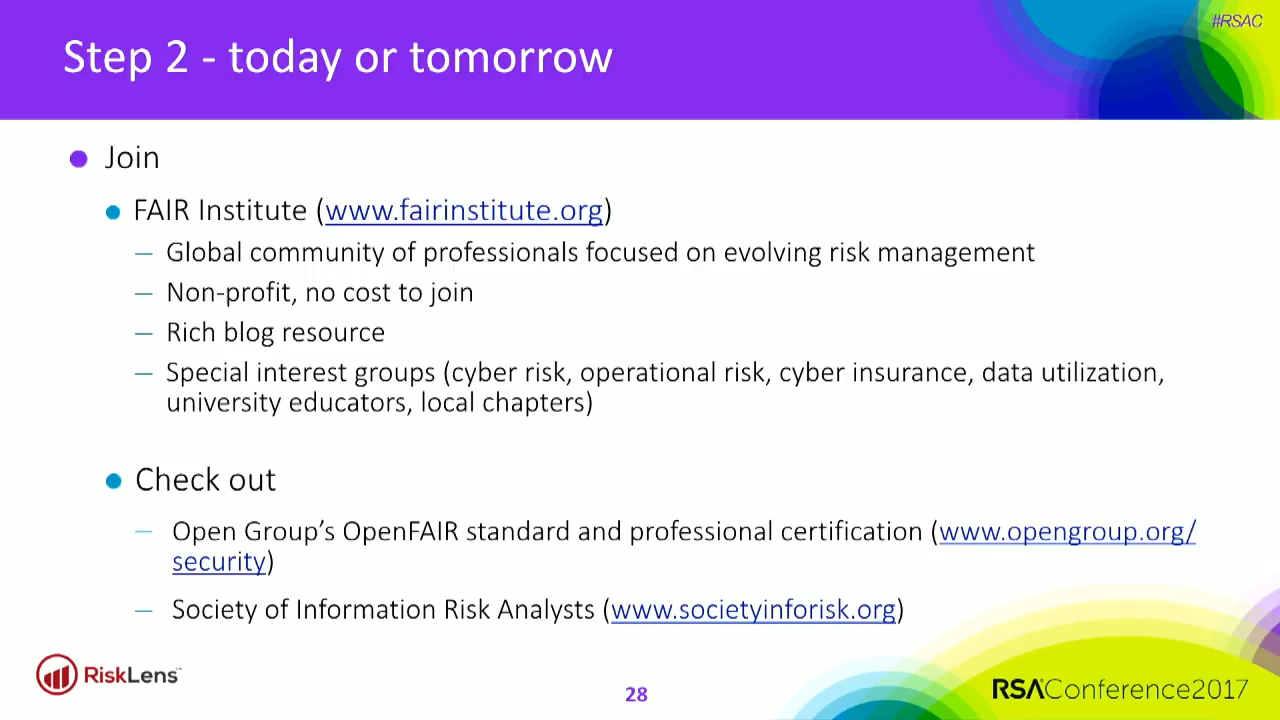 #RSAC
Step 2 - today or tomorrow
Join
FAIR Institute (www.fairinstitute.org)
Global community of professionals focused on evolving risk management
Non-profit, no cost to join
Rich blog resource
Special interest groups (cyber risk, operational risk, cyber insurance, data utilization,
university educators, local chapters)
Check out
Open Group’s OpenFAIR standard and professional certification (www.opengroup.org/
security)
Society of Information Risk Analysts (www.societyinforisk.org)
RiskLens™
28
RSA Conference2017